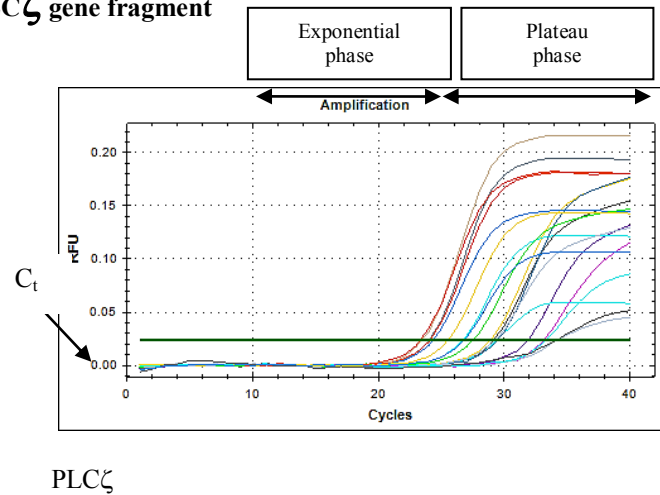 Cζ gene fragment
Exponential
phase
Plateau
phase
Amplification
0.20
0.15
0.10
0.05
0.00
RFU
Ct
0
10
20
30
40
Cycles
PLCζ